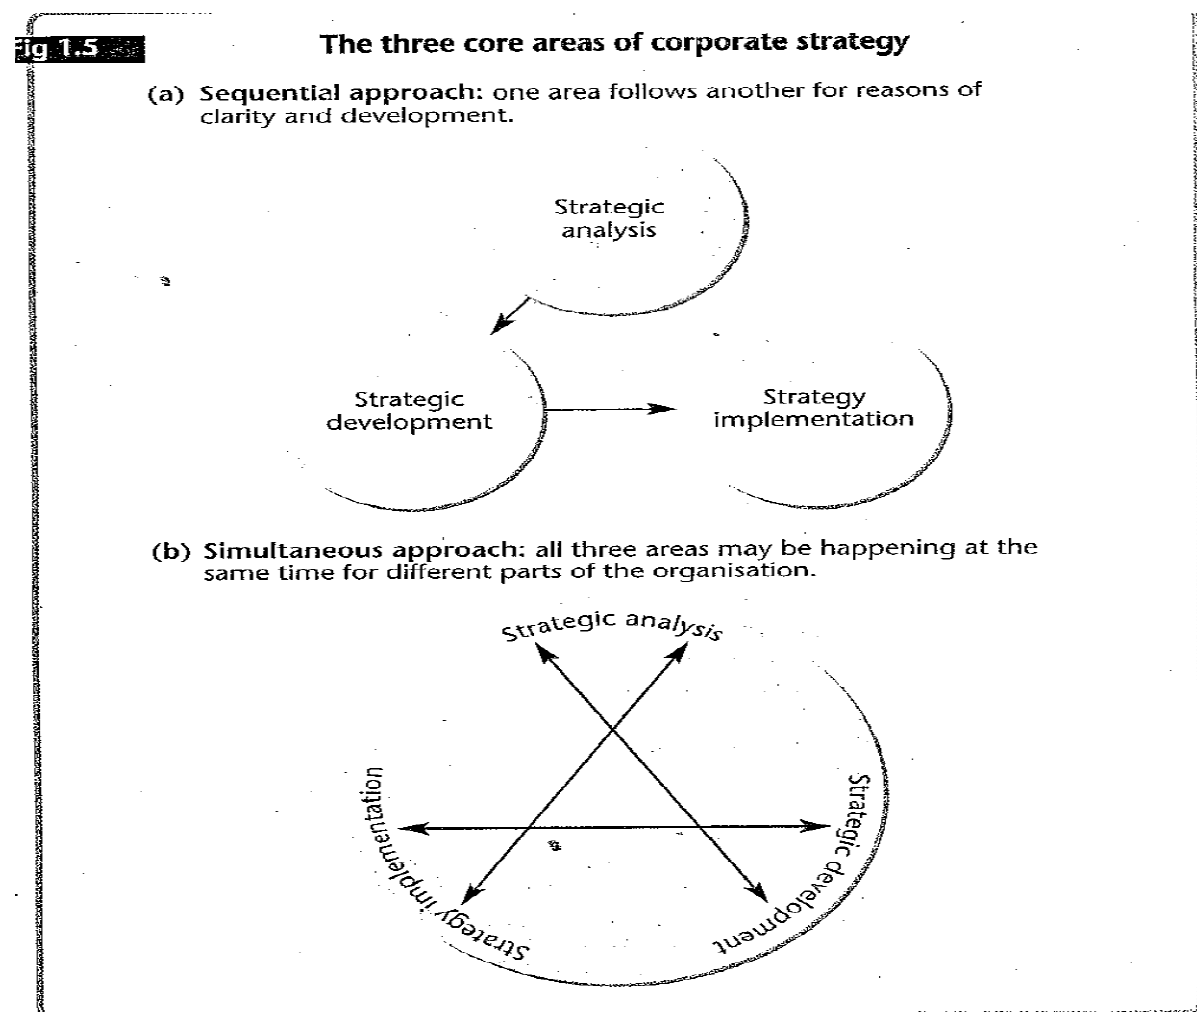 Fig 1.5
The three core areas of corporate strategy
(a) Sequential approach: one area follows another for reasons of
clarity and development.
Strategic
analysis
Strategic
development
Strategy
implementation
(b) Simultaneous approach: all three areas may be happening at the
same time for different parts of the organisation.
Strategic analysis
Strategy implementation
Strategic development